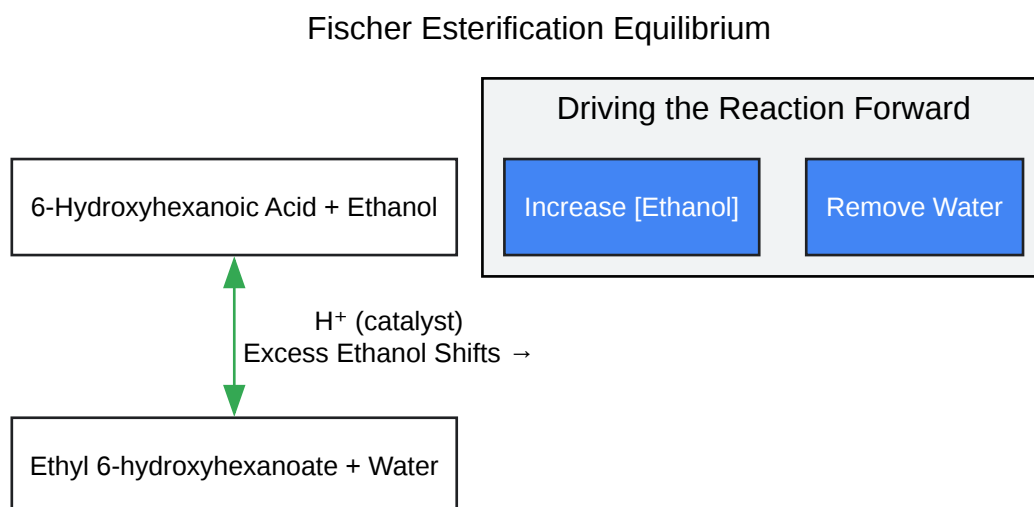 Fischer Esterification Equilibrium
Driving the Reaction Forward
6-Hydroxyhexanoic Acid + Ethanol
Increase [Ethanol]
Remove Water
H⁺ (catalyst)
Excess Ethanol Shifts →
Ethyl 6-hydroxyhexanoate + Water